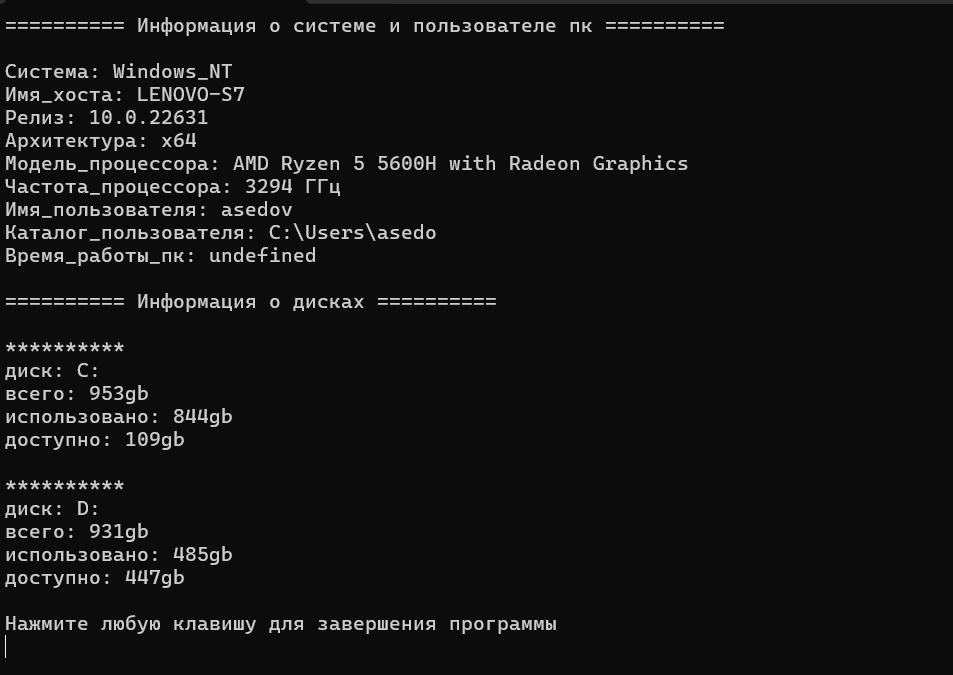 ========== Информация о системе и пользователе пк ==========
Система: Windows_NT
Имя_хоста: LENOVO-S7
Релиз: 10.0.22631
Архитектура: x64
Модель_процессора: AMD Ryzen 5 5600H with Radeon Graphics
Частота_процессора: 3294 ГГц
Имя_пользователя: asedov
Каталог_пользователя: C:\Users\asedo
Время_работы_пк: undefined
========== Информация о дисках ==========
**********
диск: C:
всего: 953gb
использовано: 844gb
доступно: 109gb
**********
диск: D:
всего: 931gb
использовано: 485gb
доступно: 447gb
Нажмите любую клавишу для завершения программы